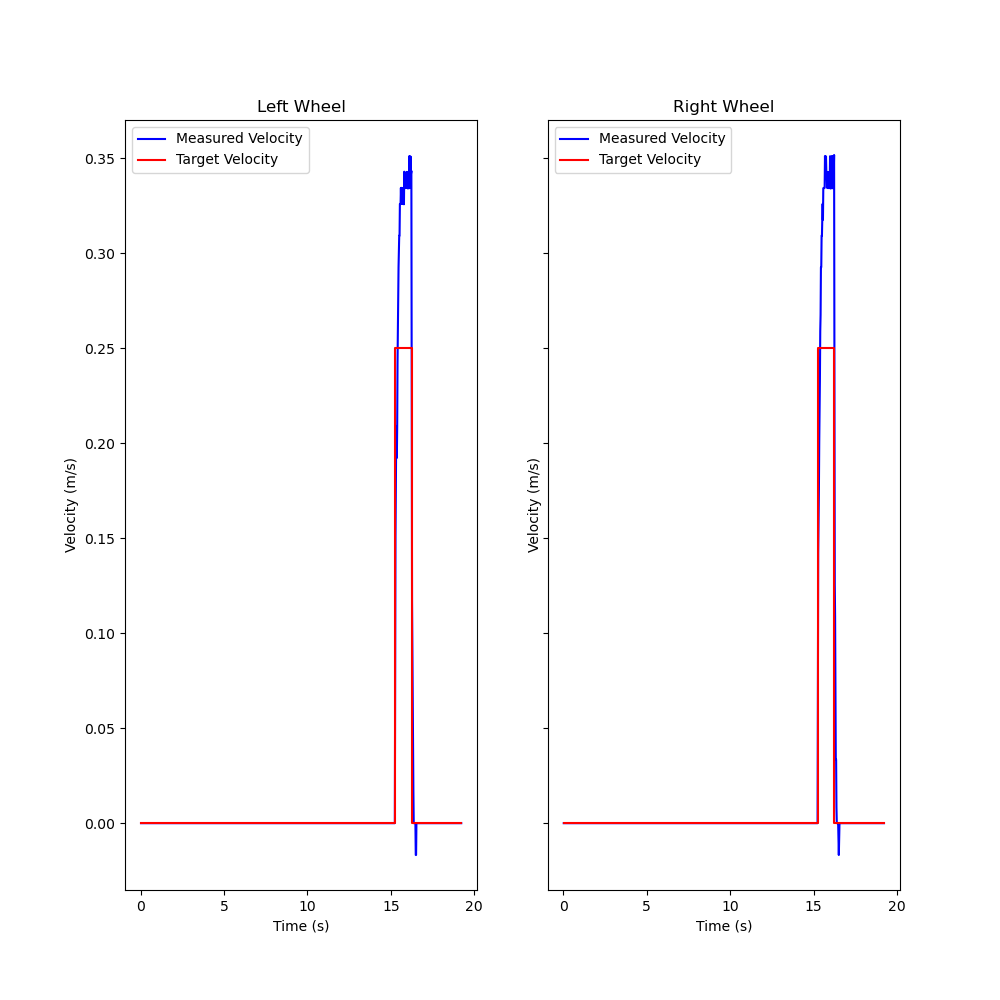 Left Wheel
Measured Velocity
Target Velocity
0.35
0.30
0.25
0.20
0.15
0.10
0.05
0.00
Velocity (m/s)
0 5 10 15 20
Time (s)
Right Wheel
Measured Velocity
Target Velocity
Velocity (m/s)
0 5 10 15 20
Time (s)